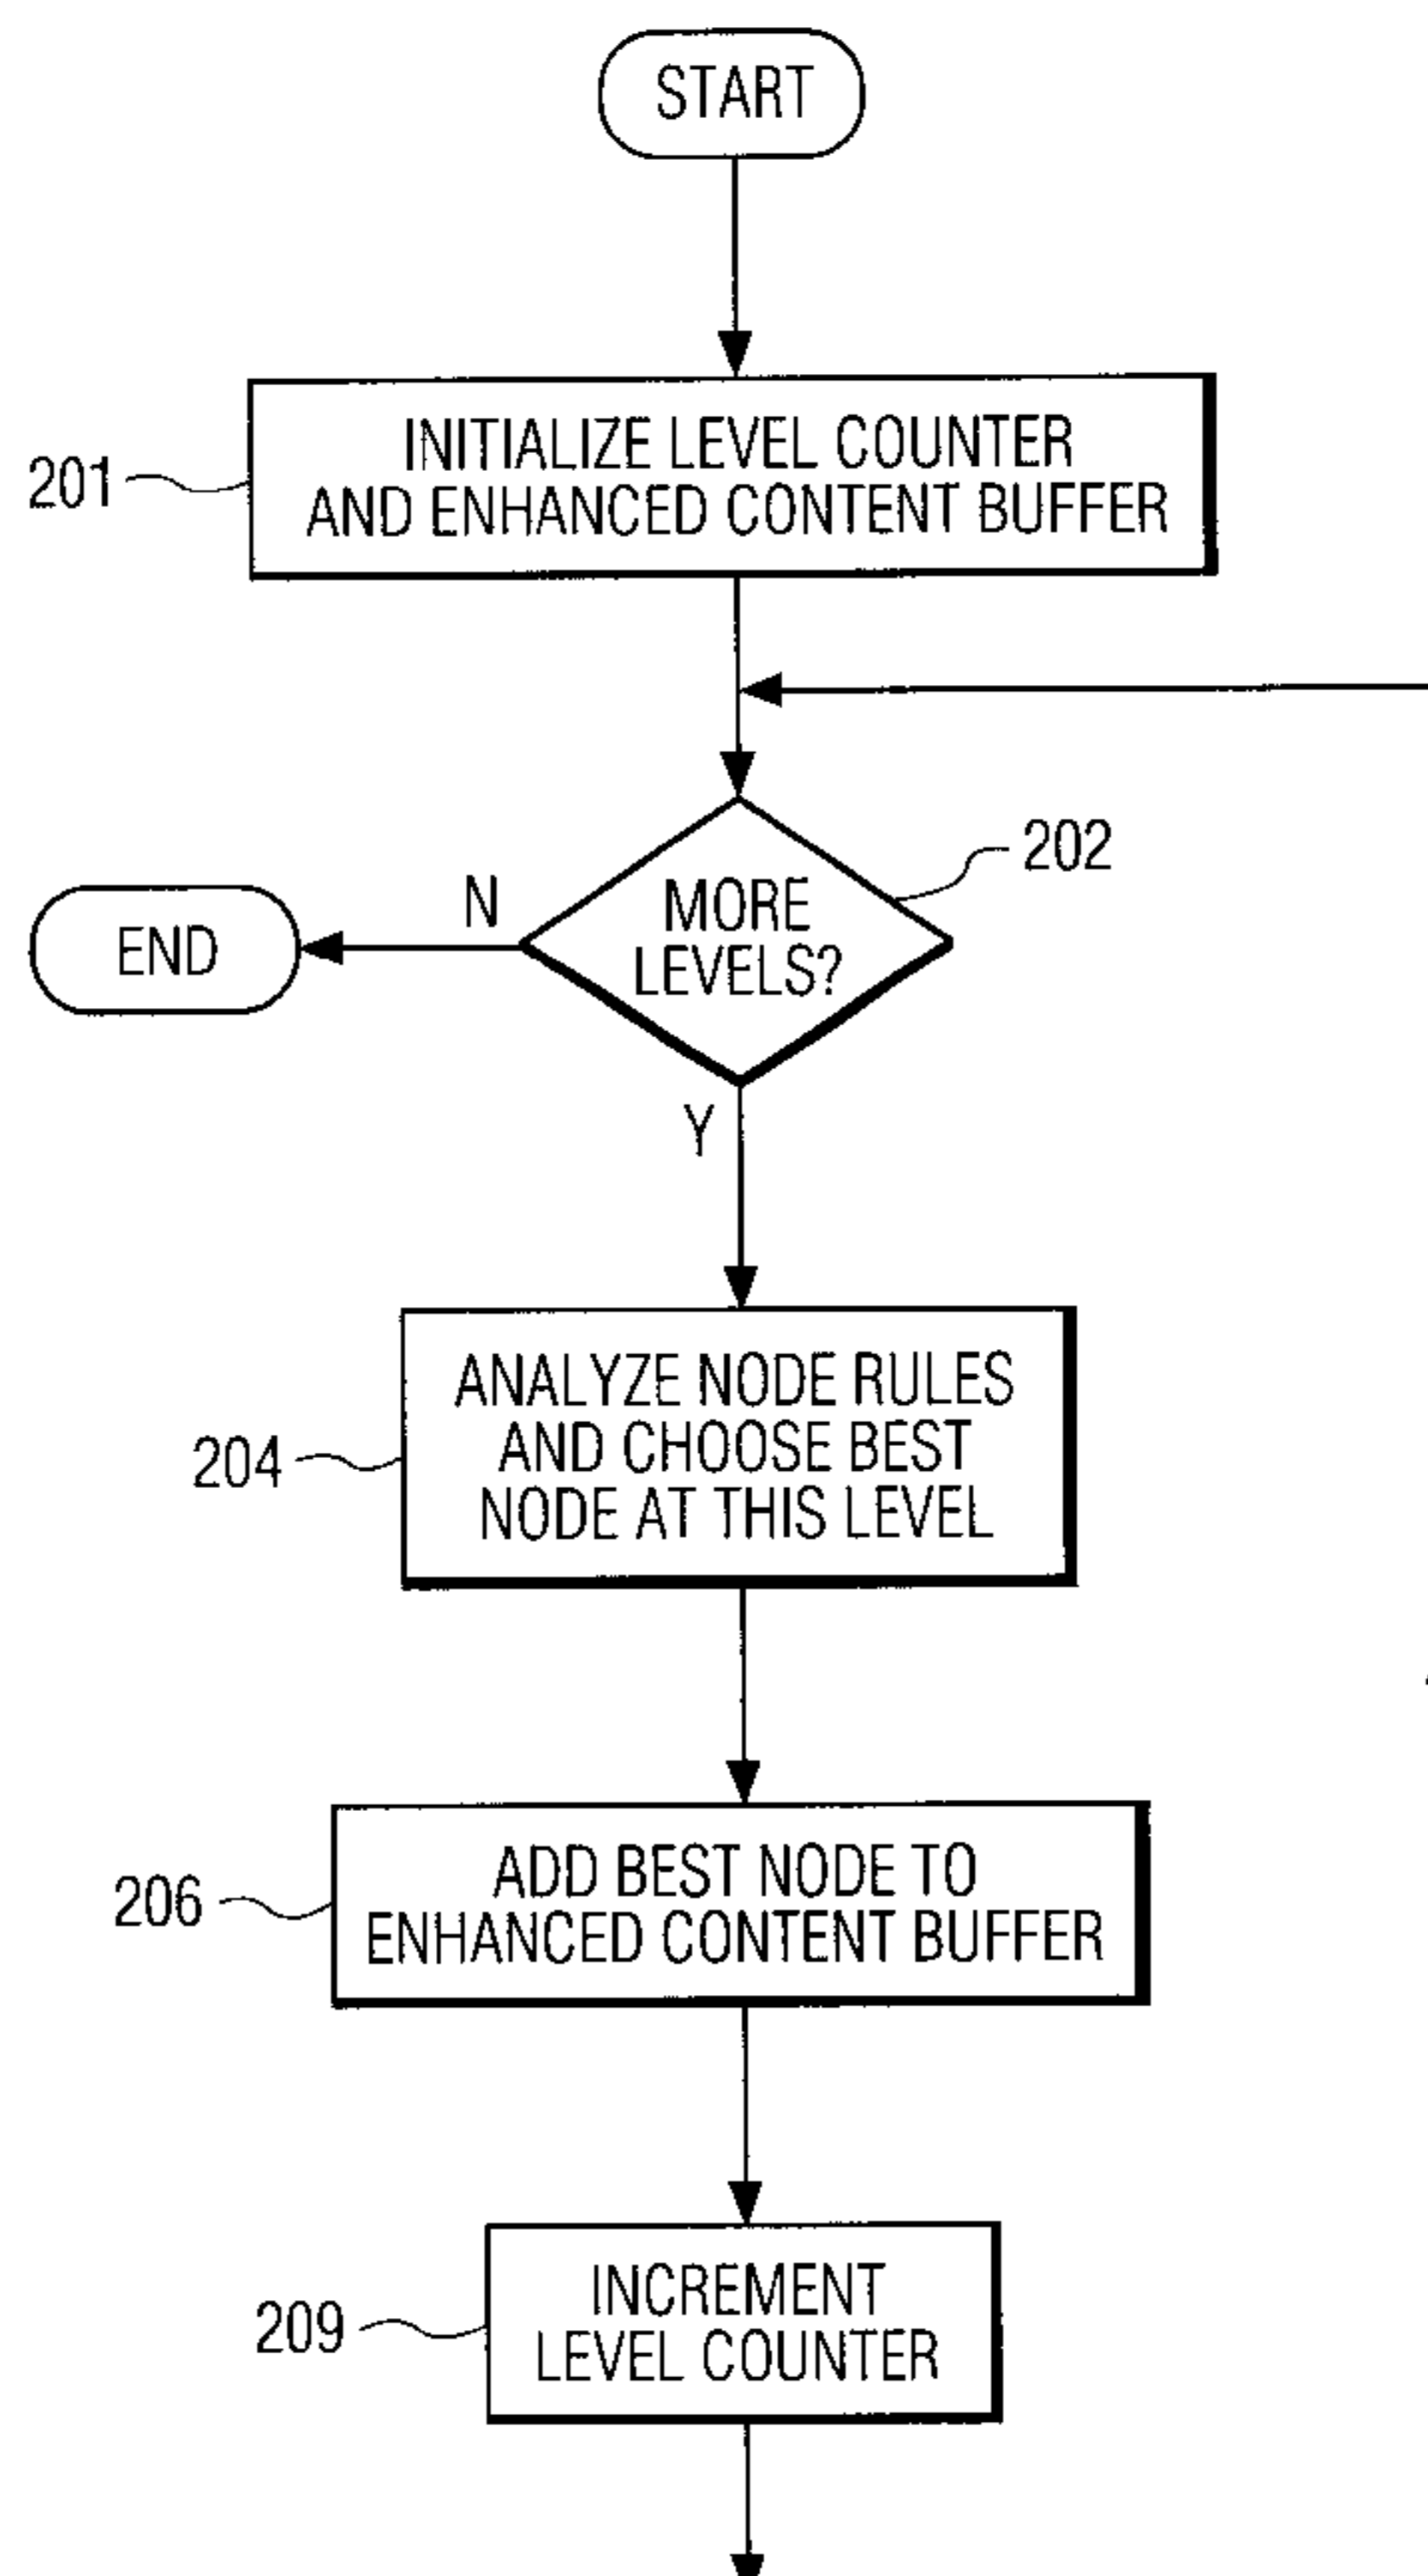 START
201
INITIALIZE LEVEL COUNTER
AND ENHANCED CONTENT BUFFER
202
MORE
LEVELS?
N
END
Y
204
ANALYZE NODE RULES
AND CHOOSE BEST
NODE AT THIS LEVEL
206
ADD BEST NODE TO
ENHANCED CONTENT BUFFER
209
INCREMENT
LEVEL COUNTER